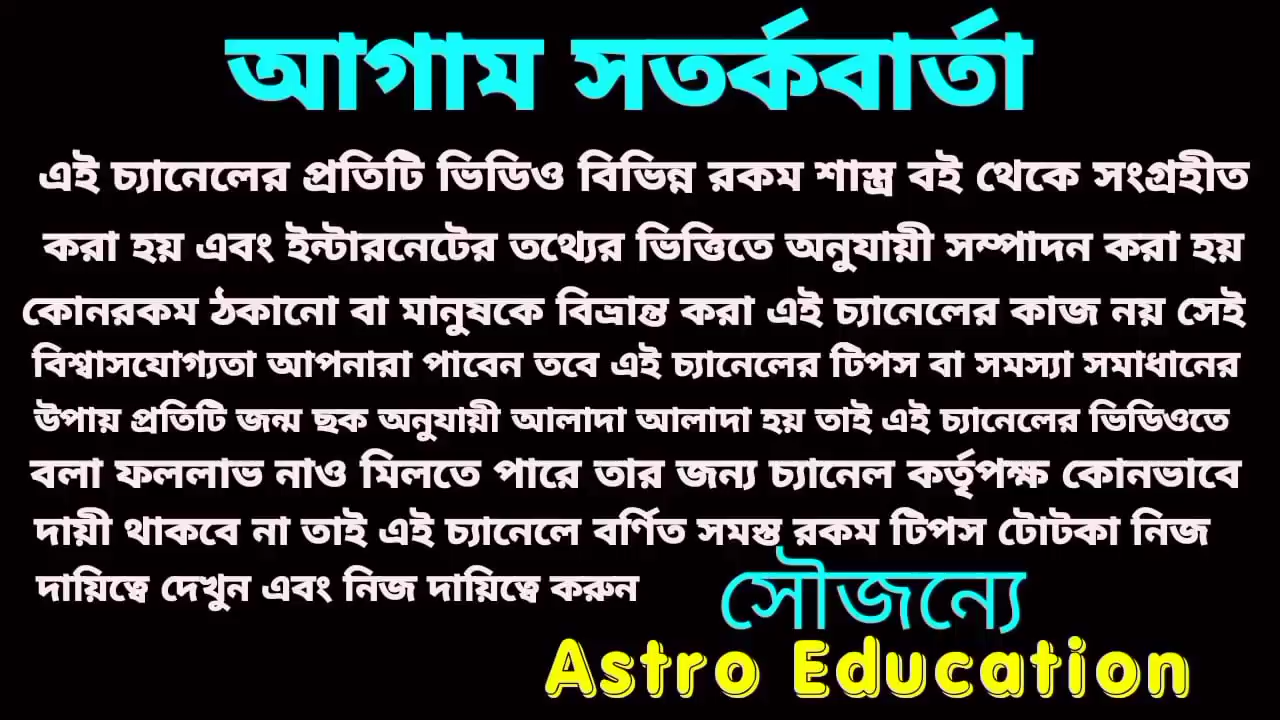 আগাম সতর্কবার্তা
এই চ্যানেলের প্রতিটি ভিডিও বিভিন্ন রকম শাস্ত্র বই থেকে সংগ্রহীত
করা হয় এবং ইন্টারনেটের তথ্যের ভিত্তিতে অনুযায়ী সম্পাদন করা হয়
কোনরকম ঠকানো বা মানুষকে বিভ্রান্ত করা এই চ্যানেলের কাজ নয় সেই
বিশ্বাসযোগ্যতা আপনারা পাবেন তবে এই চ্যানেলের টিপস বা সমস্যা সমাধানের
উপায় প্রতিটি জন্ম ছক অনুযায়ী আলাদা আলাদা হয় তাই এই চ্যানেলের ভিডিওতে
বলা ফললাভ নাও মিলতে পারে তার জন্য চ্যানেল কর্তৃপক্ষ কোনভাবে
দায়ী থাকবে না তাই এই চ্যানেলে বর্ণিত সমস্ত রকম টিপস টোটকা নিজ
দায়িত্বে দেখুন এবং নিজ দায়িত্বে করুন
সৌজন্যে
Astro Education